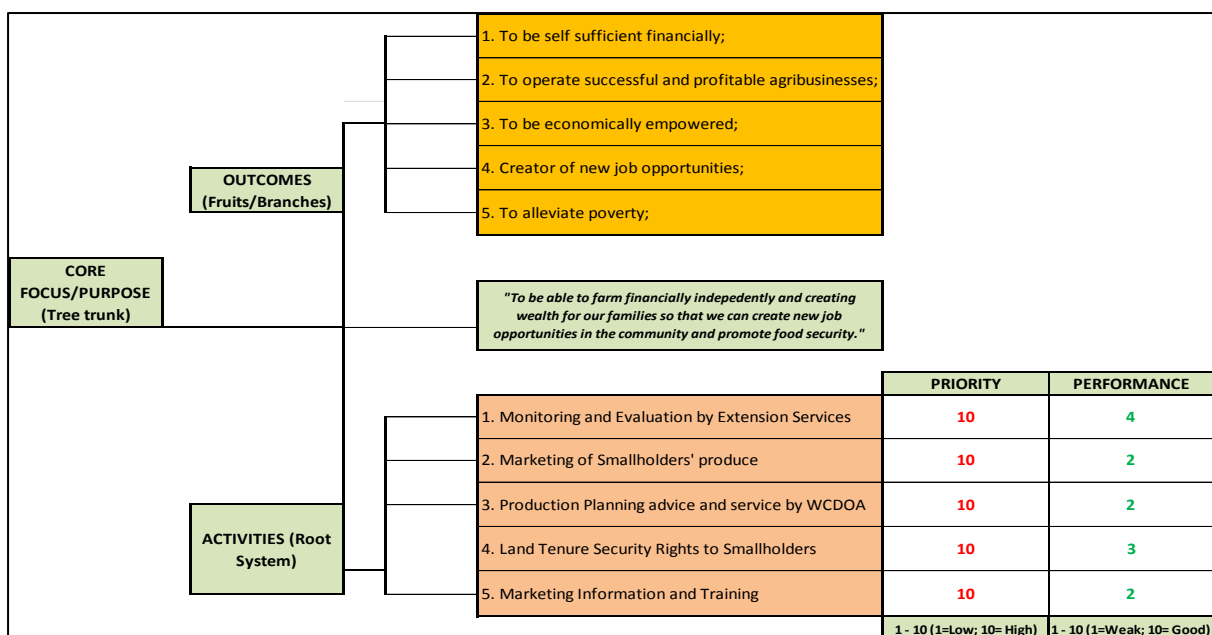 1. To be self sufficient financially;
2. To operate successful and profitable agribusinesses;
3. To be economically empowered;
4. Creator of new job opportunities;
5. To alleviate poverty;
OUTCOMES
(Fruits/Branches)
CORE
FOCUS/PURPOSE
(Tree trunk)
"To be able to farm financially indepedently and creating
wealth for our families so that we can create new job
opportunities in the community and promote food security."
PRIORITY PERFORMANCE
1. Monitoring and Evaluation by Extension Services 10 4
2. Marketing of Smallholders' produce 10 2
3. Production Planning advice and service by WCDOA 10 2
4. Land Tenure Security Rights to Smallholders 10 3
5. Marketing Information and Training 10 2
ACTIVITIES (Root
System)
1 - 10 (1=Low; 10= High) 1 - 10 (1=Weak; 10= Good)